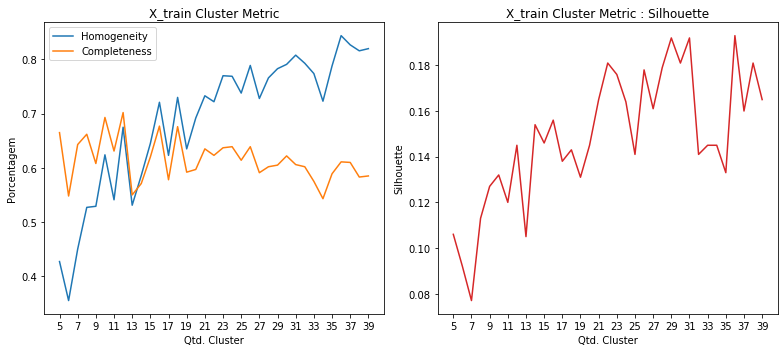 X_train Cluster Metric
Homogeneity
Completeness
0.8
0.7
0.6
0.5
0.4
Porcentagem
5 7 9 11 13 15 17 19 21 23 25 27 29 31 33 35 37 39
Qtd. Cluster
X_train Cluster Metric : Silhouette
0.18
0.16
0.14
0.12
0.10
0.08
Silhouette
5 7 9 11 13 15 17 19 21 23 25 27 29 31 33 35 37 39
Qtd. Cluster